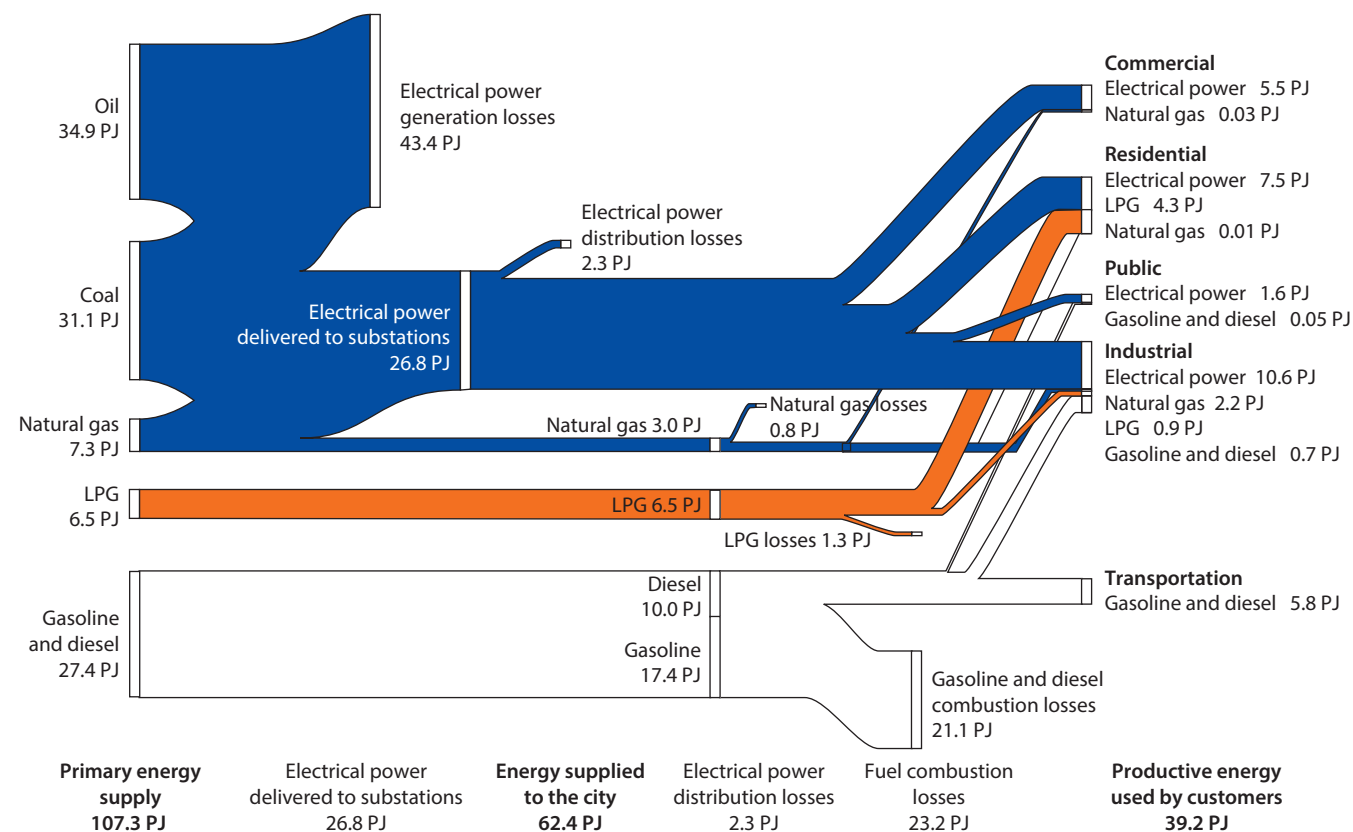 Oil
34.9 PJ
Coal
31.1 PJ
Natural gas
7.3 PJ
LPG
6.5 PJ
Gasoline
and diesel
27.4 PJ
Electrical power
generation losses
43.4 PJ
Electrical power
distribution losses
2.3 PJ
Electrical power
delivered to substations
26.8 PJ
Natural gas 3.0 PJ
Natural gas losses
0.8 PJ
LPG 6.5 PJ
LPG losses 1.3 PJ
Diesel
10.0 PJ
Gasoline
17.4 PJ
Gasoline and diesel
combustion losses
21.1 PJ
Commercial
Electrical power 5.5 PJ
Natural gas 0.03 PJ
Residential
Electrical power 7.5 PJ
LPG 4.3 PJ
Natural gas 0.01 PJ
Public
Electrical power 1.6 PJ
Gasoline and diesel 0.05 PJ
Industrial
Electrical power 10.6 PJ
Natural gas 2.2 PJ
LPG 0.9 PJ
Gasoline and diesel 0.7 PJ
Transportation
Gasoline and diesel 5.8 PJ
Primary energy
supply
107.3 PJ
Electrical power
delivered to substations
26.8 PJ
Energy supplied
to the city
62.4 PJ
Electrical power
distribution losses
2.3 PJ
Fuel combustion
losses
23.2 PJ
Productive energy
used by customers
39.2 PJ